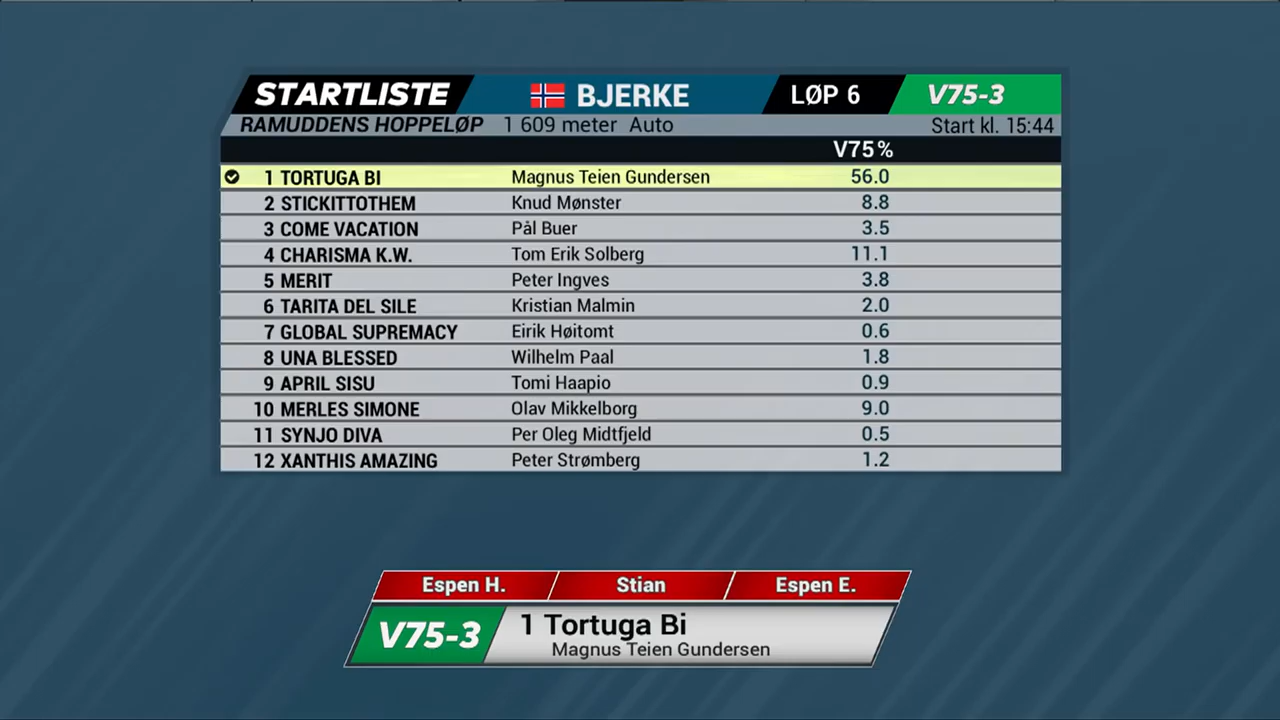 STARTLISTE BJERKE LØP 6 V75-3
RAMUDDENS HOPPELØP 1 609 meter Auto Start kl. 15:44
V75%
1 TORTUGA BI Magnus Teien Gundersen 56.0
2 STICKITTOTHEM Knud Mønster 8.8
3 COME VACATION Pål Buer 3.5
4 CHARISMA K.W. Tom Erik Solberg 11.1
5 MERIT Peter Ingves 3.8
6 TARITA DEL SILE Kristian Malmin 2.0
7 GLOBAL SUPREMACY Eirik Høitomt 0.6
8 UNA BLESSED Wilhelm Paal 1.8
9 APRIL SISU Tomi Haapio 0.9
10 MERLES SIMONE Olav Mikkelborg 9.0
11 SYNJO DIVA Per Oleg Midtfjeld 0.5
12 XANTHIS AMAZING Peter Strømberg 1.2
Espen H. Stian Espen E.
V75-3 1 Tortuga Bi
Magnus Teien Gundersen